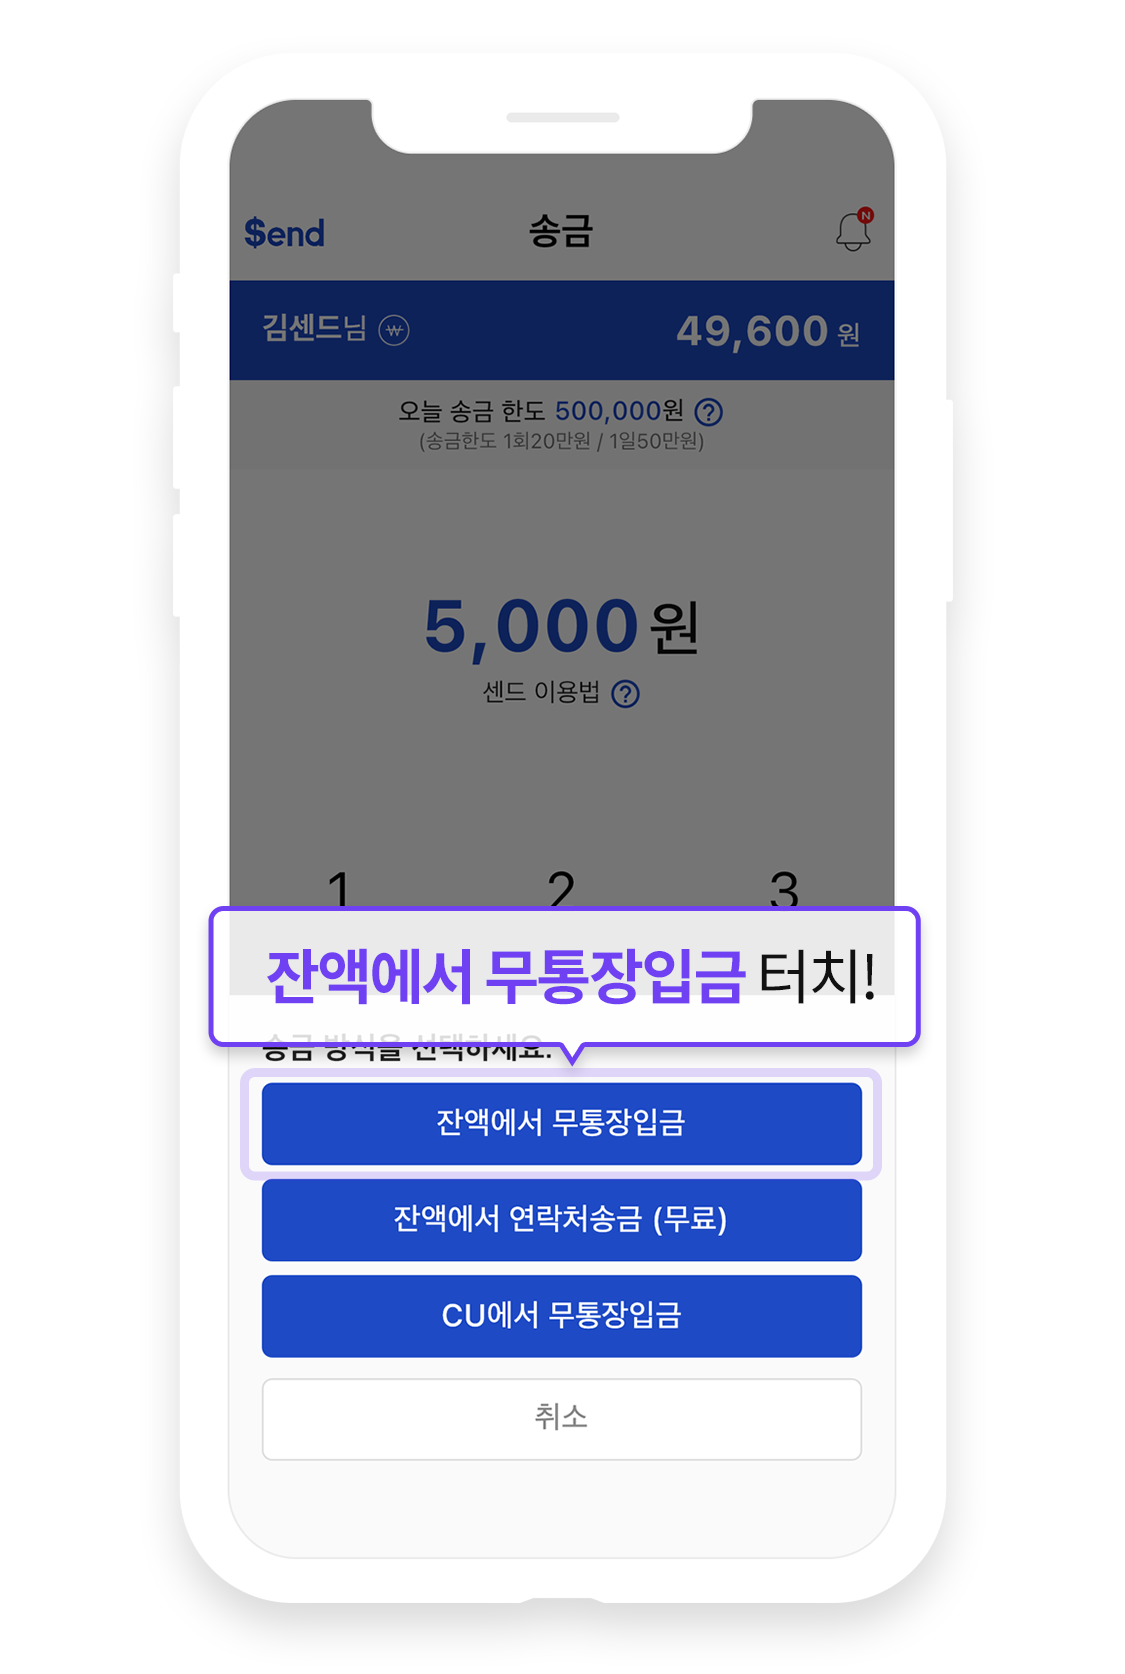 $end
송금
N
김센드님 ₩
49,600 원
오늘 송금 한도 500,000원 ?
(송금한도 1회20만원 / 1일50만원)
5,000 원
센드 이용법 ?
1 2 3
잔액에서 무통장입금 터치!
송금 방식을 선택하세요.
잔액에서 무통장입금
잔액에서 연락처송금 (무료)
CU에서 무통장입금
취소